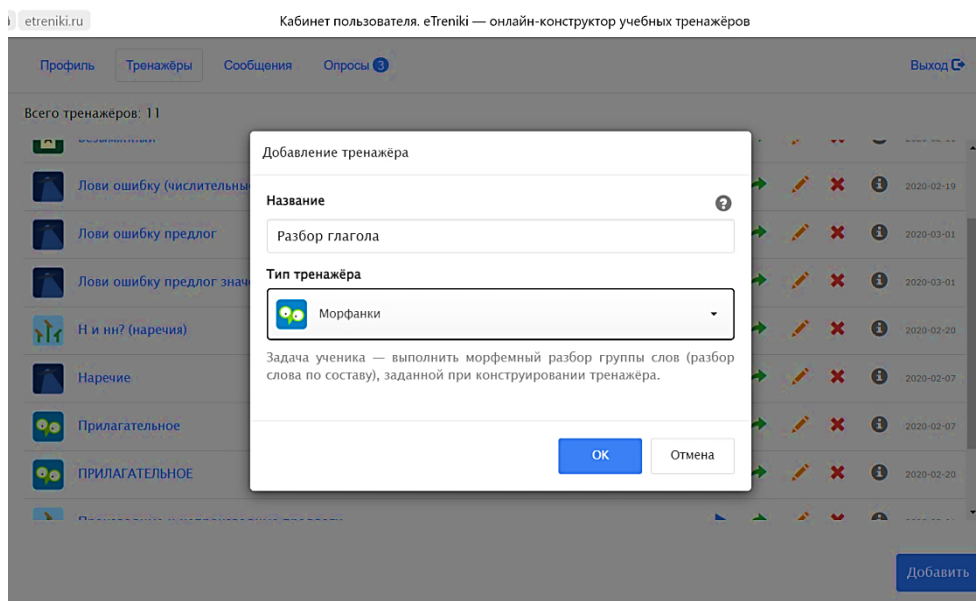 etreniki.ru
Кабинет пользователя. eTreniki — онлайн-конструктор учебных тренажёров
Профиль Тренажёры Сообщения Опросы 3 Выход
Всего тренажёров: 11
Добавление тренажёра
Название
Разбор глагола
Тип тренажёра
Морфанки
Задача ученика — выполнить морфемный разбор группы слов (разбор
слова по составу), заданной при конструировании тренажёра.
ОК Отмена
Лови ошибку (числительны 2020-02-19
Лови ошибку предлог 2020-03-01
Лови ошибку предлог знач 2020-03-01
Н и нн? (наречия) 2020-02-20
Наречие 2020-02-07
Прилагательное 2020-02-07
ПРИЛАГАТЕЛЬНОЕ 2020-02-20
Добавить